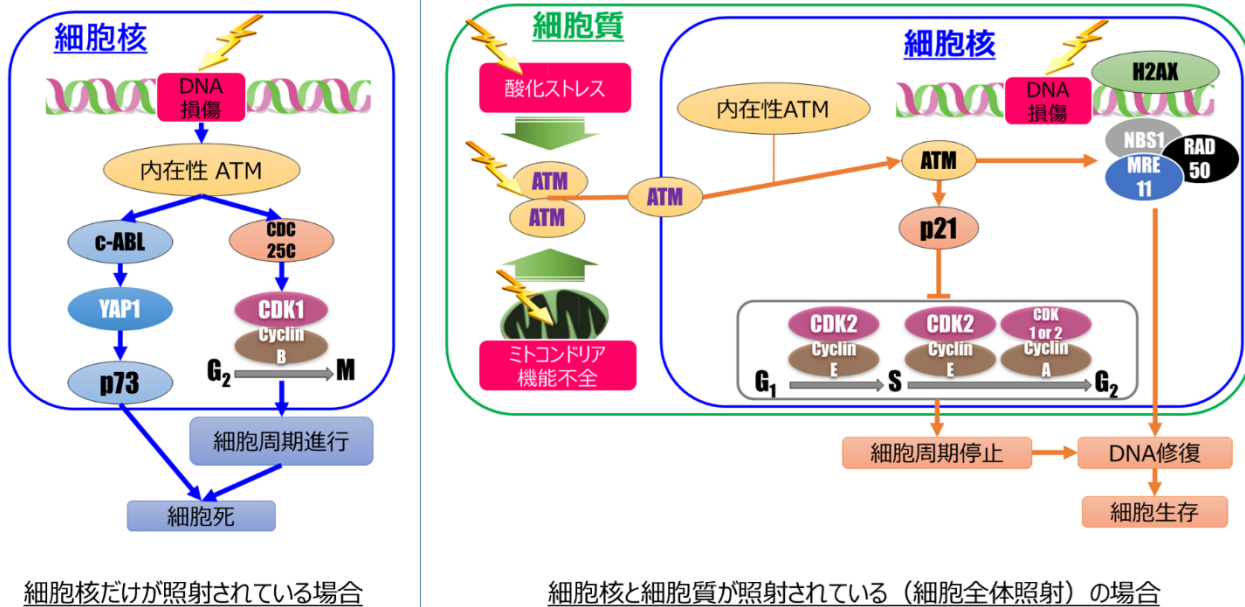 細胞核
DNA
損傷
内在性 ATM
c-ABL
CDC
25C
YAP1
CDK1
Cyclin
B
p73
G2
M
細胞周期進行
細胞死
細胞核だけが照射されている場合
細胞質
酸化ストレス
ATM
ATM
ミトコンドリア
機能不全
内在性ATM
ATM
細胞核
DNA
損傷
H2AX
NBS1
RAD
50
MRE
11
ATM
p21
CDK2
Cyclin
E
CDK2
Cyclin
E
CDK
1 or 2
Cyclin
A
G1
S
G2
細胞周期停止
DNA修復
細胞生存
細胞核と細胞質が照射されている（細胞全体照射）の場合